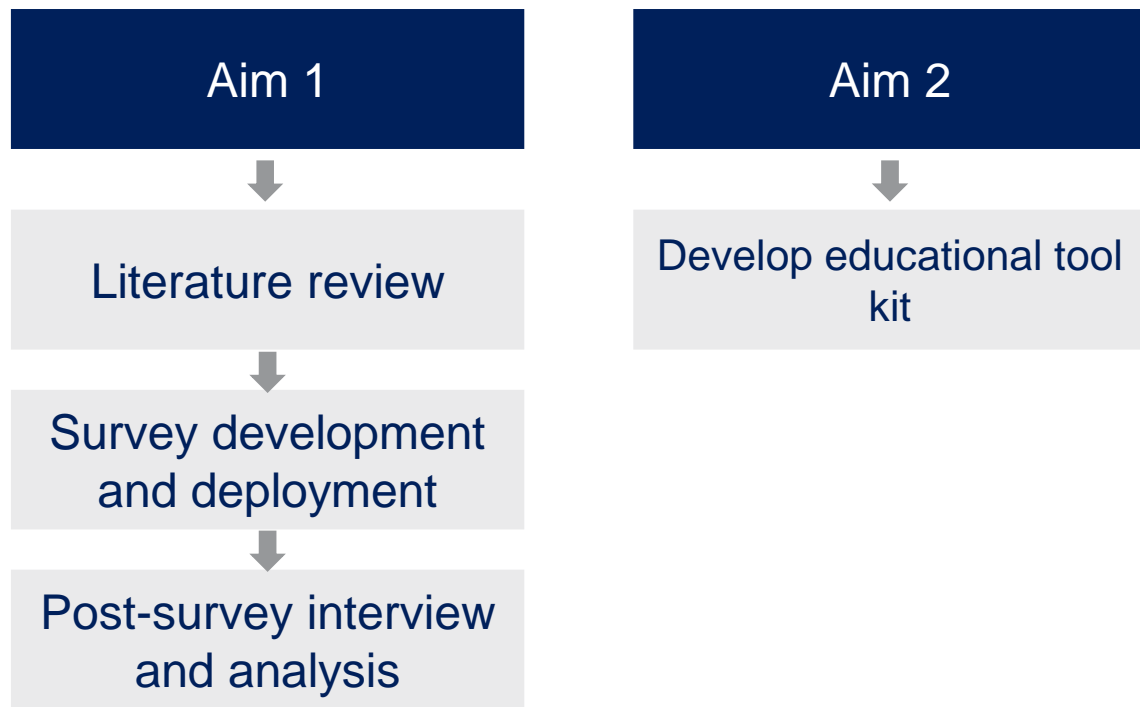 Aim 1
Literature review
Survey development
and deployment
Post-survey interview
and analysis
Aim 2
Develop educational tool
kit